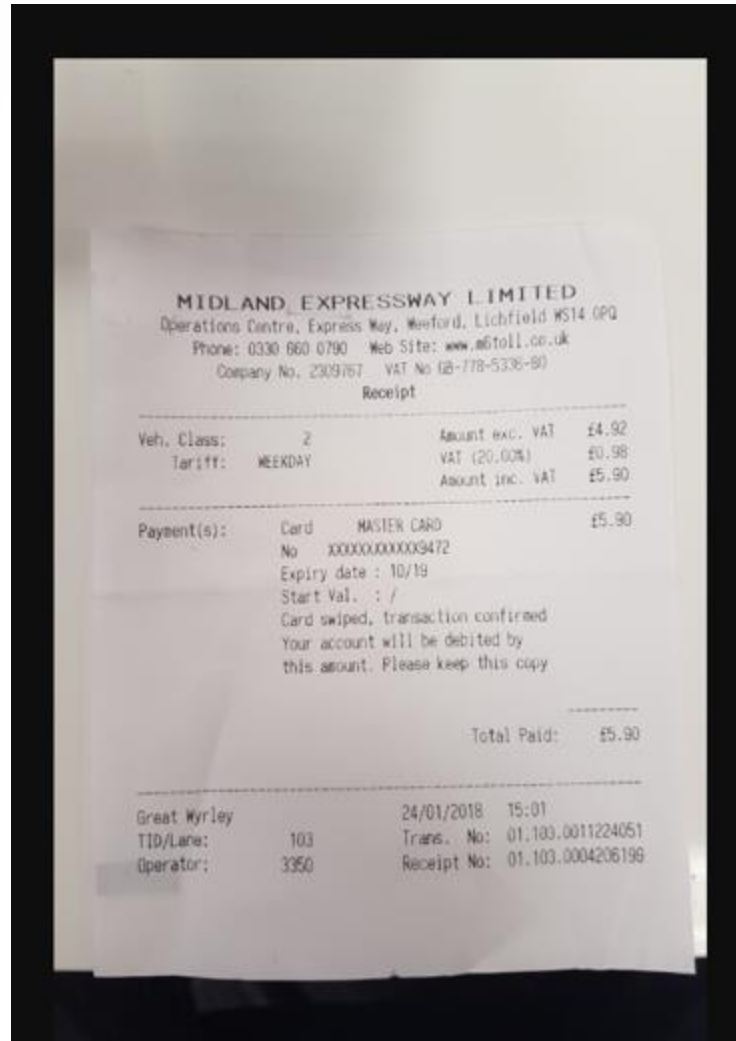 MIDLAND EXPRESSWAY LIMITED
Operations Centre, Express Way, Weeford, Lichfield WS14 0PQ
Phone: 0330 660 0790 Web Site: www.m6toll.co.uk
Company No. 2309767 VAT No GB-778-5336-80
Receipt
Veh. Class: 2 Amount exc. VAT £4.92
Tariff: WEEKDAY VAT (20.00%) £0.98
Amount inc. VAT £5.90
Payment(s): Card MASTER CARD £5.90
No XXXXXXXXXXXX9472
Expiry date : 10/19
Start Val. : /
Card swiped, transaction confirmed
Your account will be debited by
this amount. Please keep this copy
Total Paid: £5.90
Great Wyrley 24/01/2018 15:01
TID/Lane: 103 Trans. No: 01.103.0011224051
Operator: 3350 Receipt No: 01.103.0004206199